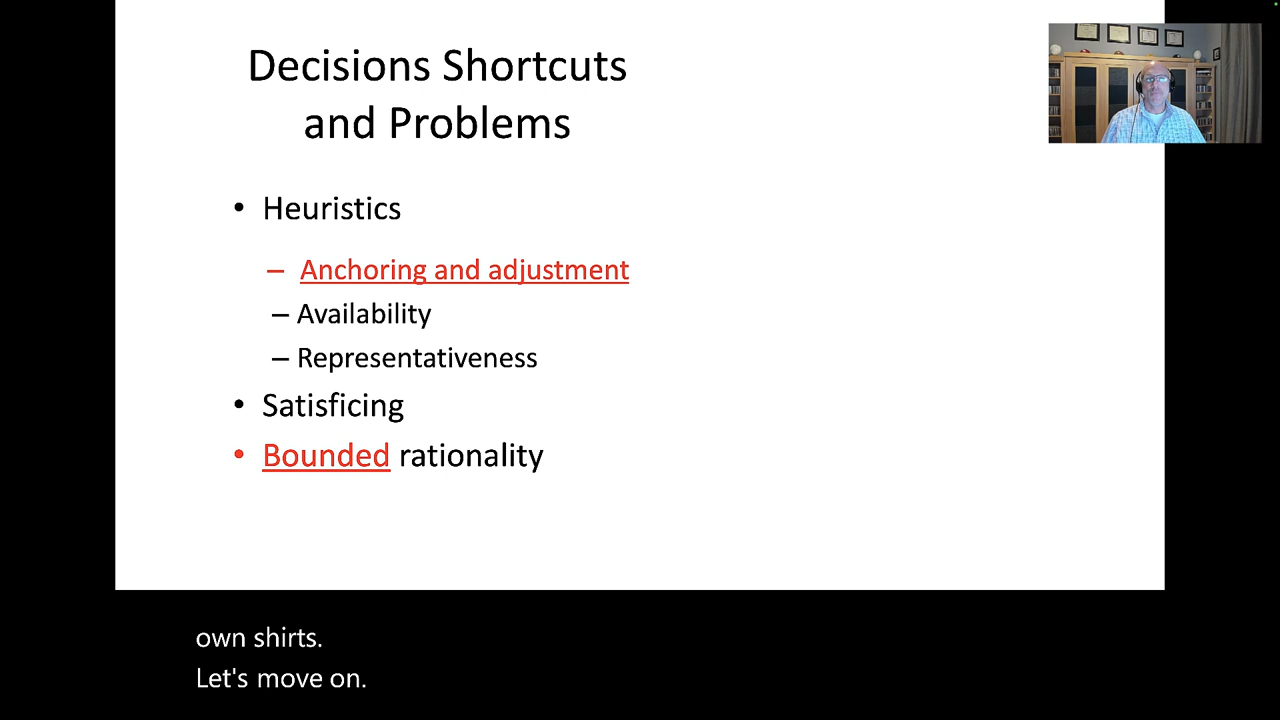 Decisions Shortcuts
and Problems
• Heuristics
– Anchoring and adjustment
– Availability
– Representativeness
• Satisficing
• Bounded rationality
own shirts.
Let's move on.